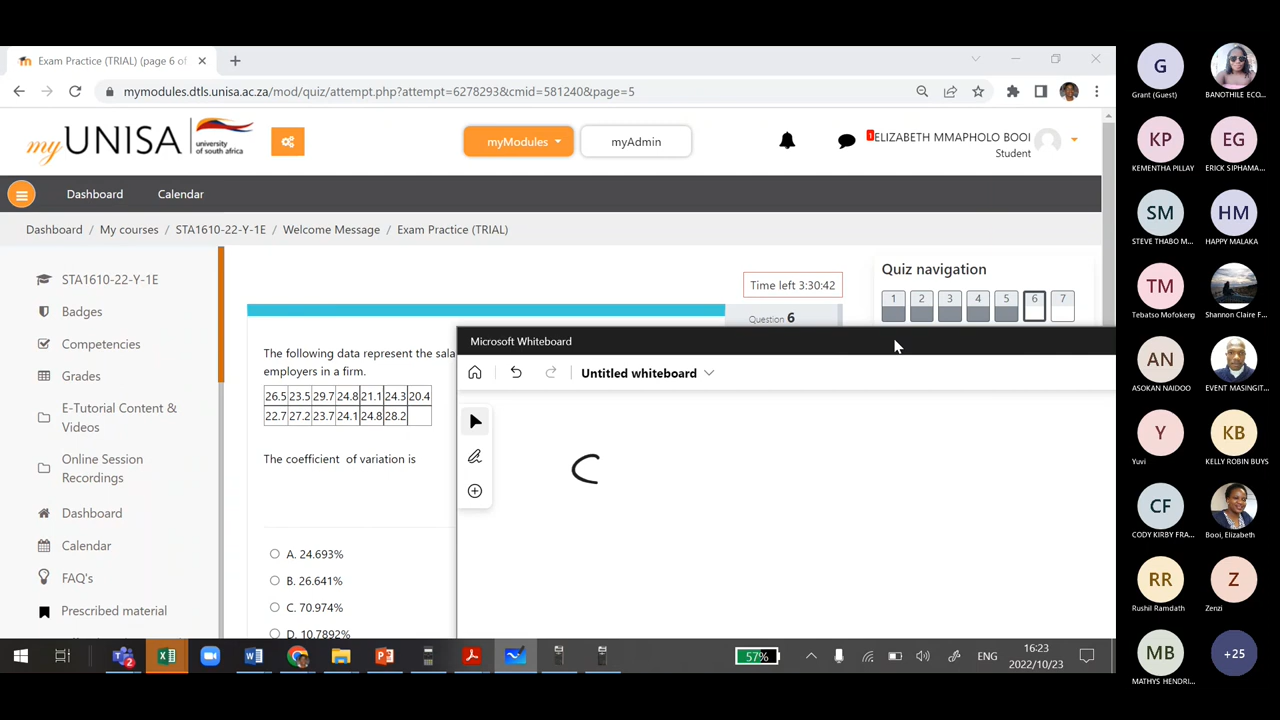 Exam Practice (TRIAL) (page 6 of
mymodules.dtls.unisa.ac.za/mod/quiz/attempt.php?attempt=6278293&cmid=581240&page=5
my UNISA university of south africa
myModules
myAdmin
1
ELIZABETH MMAPHOLO BOOI
Student
Dashboard
Calendar
Dashboard / My courses / STA1610-22-Y-1E / Welcome Message / Exam Practice (TRIAL)
STA1610-22-Y-1E
Badges
Competencies
Grades
E-Tutorial Content & Videos
Online Session Recordings
Dashboard
Calendar
FAQ's
Prescribed material
Time left 3:30:42
Question 6
The following data represent the sala
employers in a firm.
26.5 23.5 29.7 24.8 21.1 24.3 20.4
22.7 27.2 23.7 24.1 24.8 28.2
The coefficient of variation is
A. 24.693%
B. 26.641%
C. 70.974%
D. 10.7892%
Quiz navigation
1 2 3 4 5 6 7
Microsoft Whiteboard
Untitled whiteboard
C
57%
ENG
16:23
2022/10/23
G
Grant (Guest)
BANOTHILE ECO...
KP
KEMENTHA PILLAY
EG
ERICK SIPHAMA...
SM
STEVE THABO M...
HM
HAPPY MALAKA
TM
Tebatso Mofokeng
Shannon Claire F...
AN
ASOKAN NAIDOO
EVENT MASINGIT...
Y
Yuvi
KB
KELLY ROBIN BUYS
CF
CODY KIRBY FRA...
Booi, Elizabeth
RR
Rushil Ramdath
Z
Zenzi
MB
MATHYS HENDRI...
+25